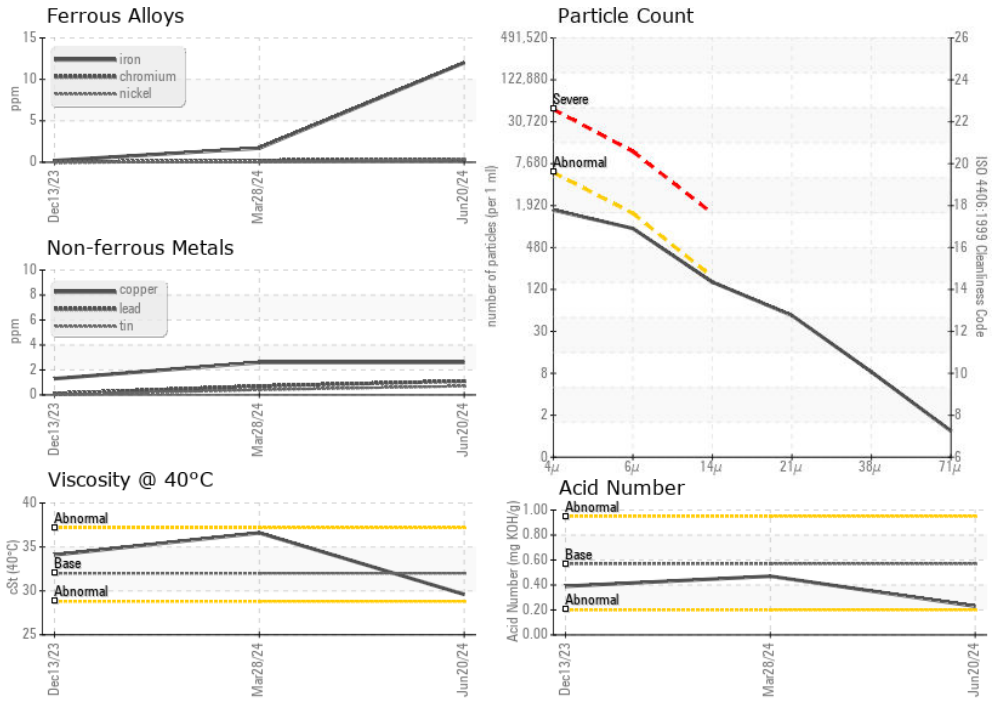 Ferrous Alloys
15
10
5
0
ppm
iron
chromium
nickel
Dec13/23
Mar28/24
Jun20/24
Non-ferrous Metals
10
8
6
4
2
0
ppm
copper
lead
tin
Dec13/23
Mar28/24
Jun20/24
Viscosity @ 40°C
40
35
30
25
cSt (40°C)
Abnormal
Base
Abnormal
Dec13/23
Mar28/24
Jun20/24
Particle Count
491,520
122,880
30,720
7,680
1,920
480
120
30
8
2
0
number of particles (per 1 ml)
Severe
Abnormal
26
24
22
20
18
16
14
12
10
8
6
ISO 4406:1999 Cleanliness Code
4µ
6µ
14µ
21µ
38µ
71µ
Acid Number
1.00
0.80
0.60
0.40
0.20
0.00
Acid Number (mg KOH/g)
Abnormal
Base
Abnormal
Dec13/23
Mar28/24
Jun20/24